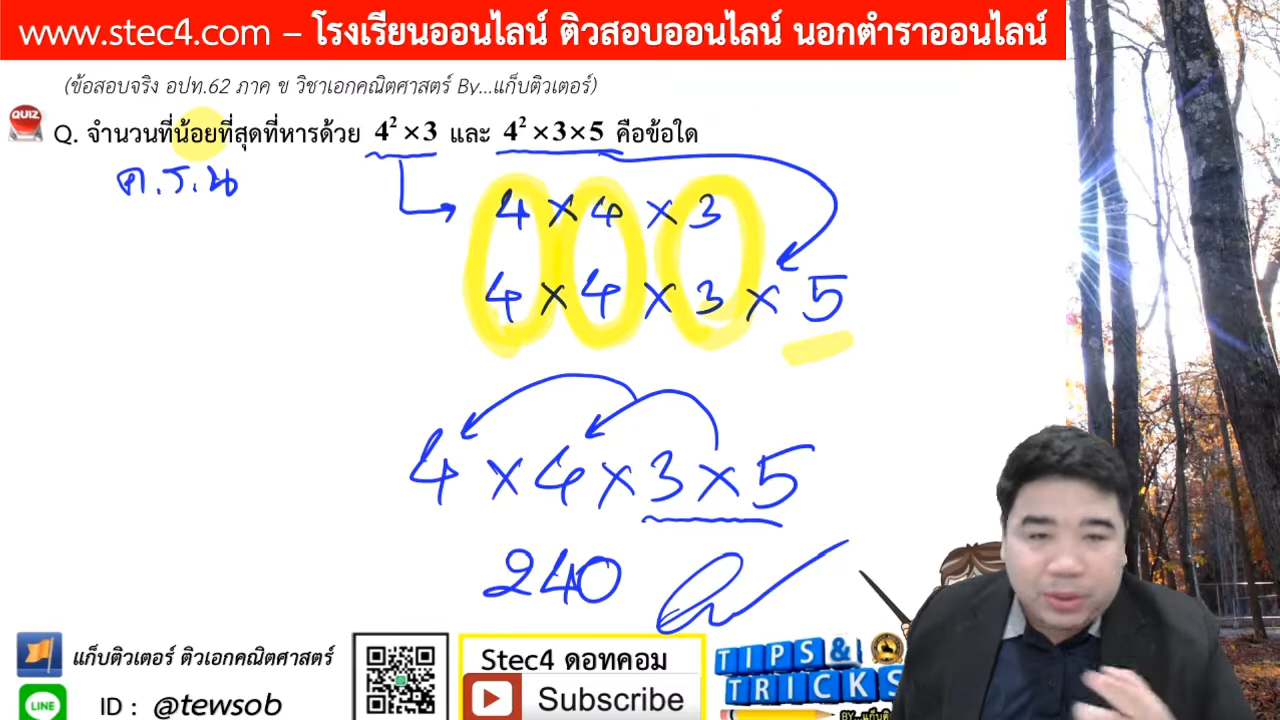 www.stec4.com – โรงเรียนออนไลน์ ติวสอบออนไลน์ นอกตำราออนไลน์
(ข้อสอบจริง อปท.62 ภาค ข วิชาเอกคณิตศาสตร์ By...แก็บติวเตอร์)
QUIZ
Q. จำนวนที่น้อยที่สุดที่หารด้วย 4² × 3 และ 4² × 3 × 5 คือข้อใด
ค.ร.น
4 × 4 × 3
4 × 4 × 3 × 5
4 × 4 × 3 × 5
240
แก็บติวเตอร์ ติวเอกคณิตศาสตร์
LINE
ID : @tewsob
Stec4 ดอทคอม
Subscribe
TIPS &
TRICKS